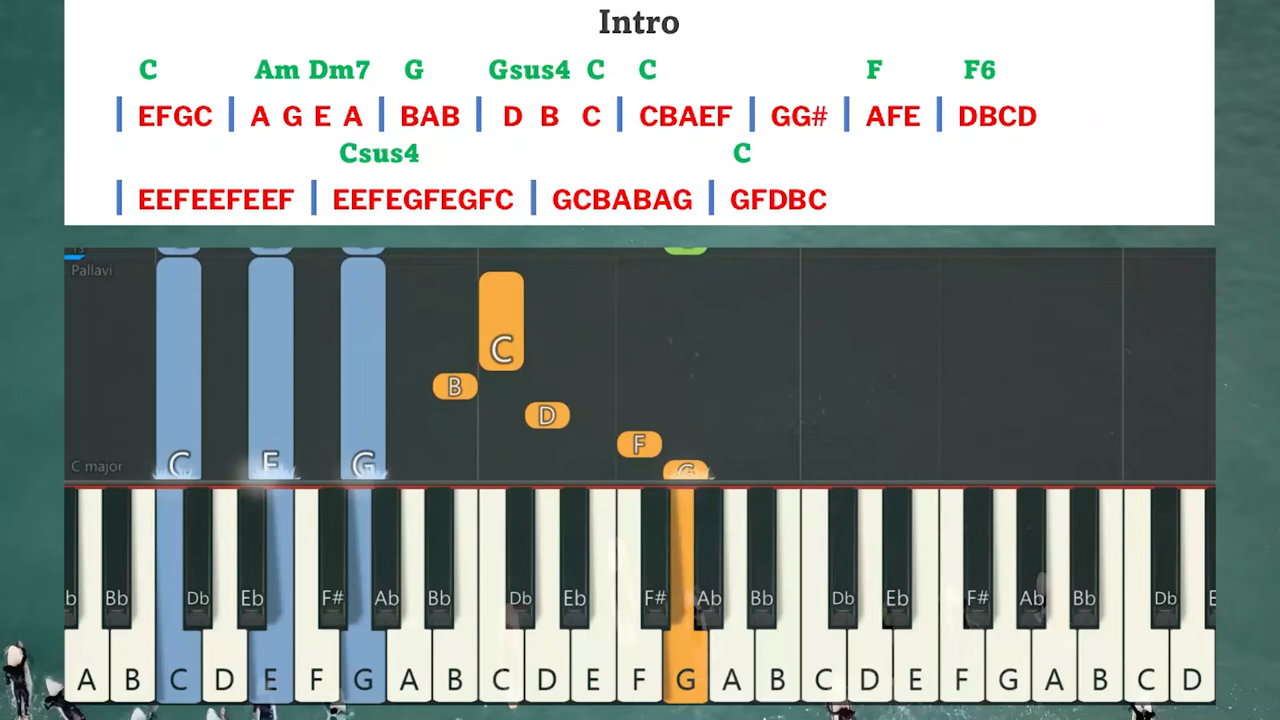 Intro
C Am Dm7 G Gsus4 C C F F6
| EFGC | A G E A | BAB | D B C | CBAEF | GG# | AFE | DBCD
Csus4 C
| EEFEEFEEF | EEFEGFEGFC | GCBABAG | GFDBC
Pallavi
C
C
B
D
F
C major
C E G G
b Bb Db Eb F# Ab Bb Db Eb F# Ab Bb Db Eb F# Ab Bb Db E
A B C D E F G A B C D E F G A B C D E F G A B C D